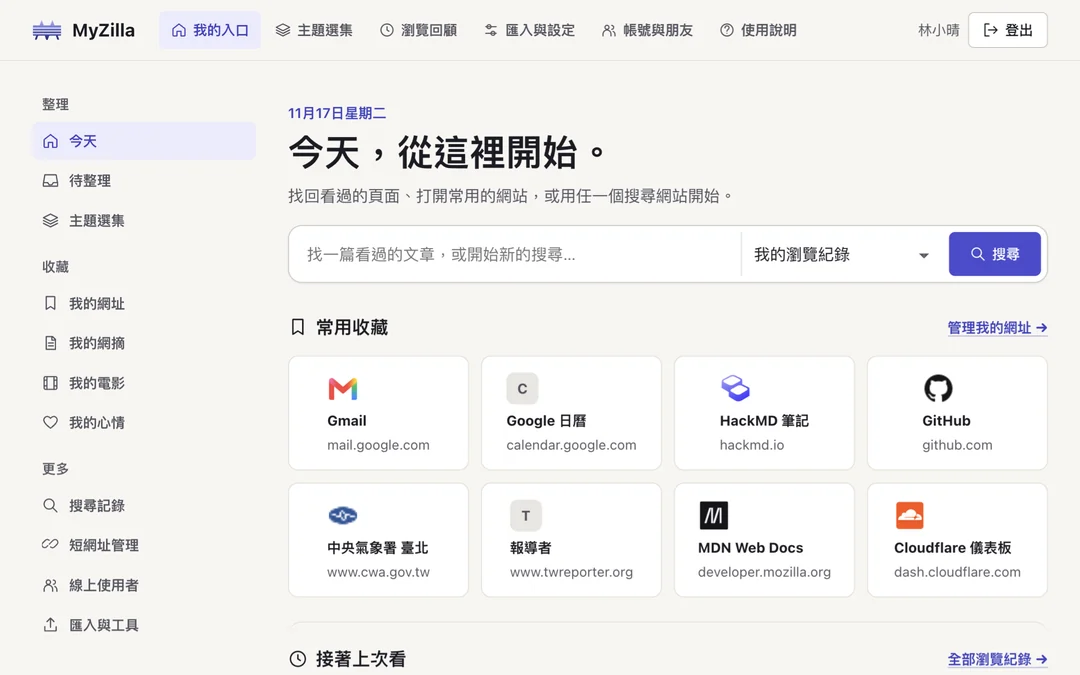 MyZilla
我的入口
主題選集
瀏覽回顧
匯入與設定
帳號與朋友
使用說明
林小晴
登出
整理
今天
待整理
主題選集
收藏
我的網址
我的網摘
我的電影
我的心情
更多
搜尋記錄
短網址管理
線上使用者
匯入與工具
11月17日星期二
今天，從這裡開始。
找回看過的頁面、打開常用的網站，或用任一個搜尋網站開始。
找一篇看過的文章，或開始新的搜尋...
我的瀏覽紀錄
搜尋
常用收藏
管理我的網址 →
Gmail
mail.google.com
C
Google 日曆
calendar.google.com
HackMD 筆記
hackmd.io
GitHub
github.com
中央氣象署 臺北
www.cwa.gov.tw
T
報導者
www.twreporter.org
MDN Web Docs
developer.mozilla.org
Cloudflare 儀表板
dash.cloudflare.com
接著上次看
全部瀏覽紀錄 →